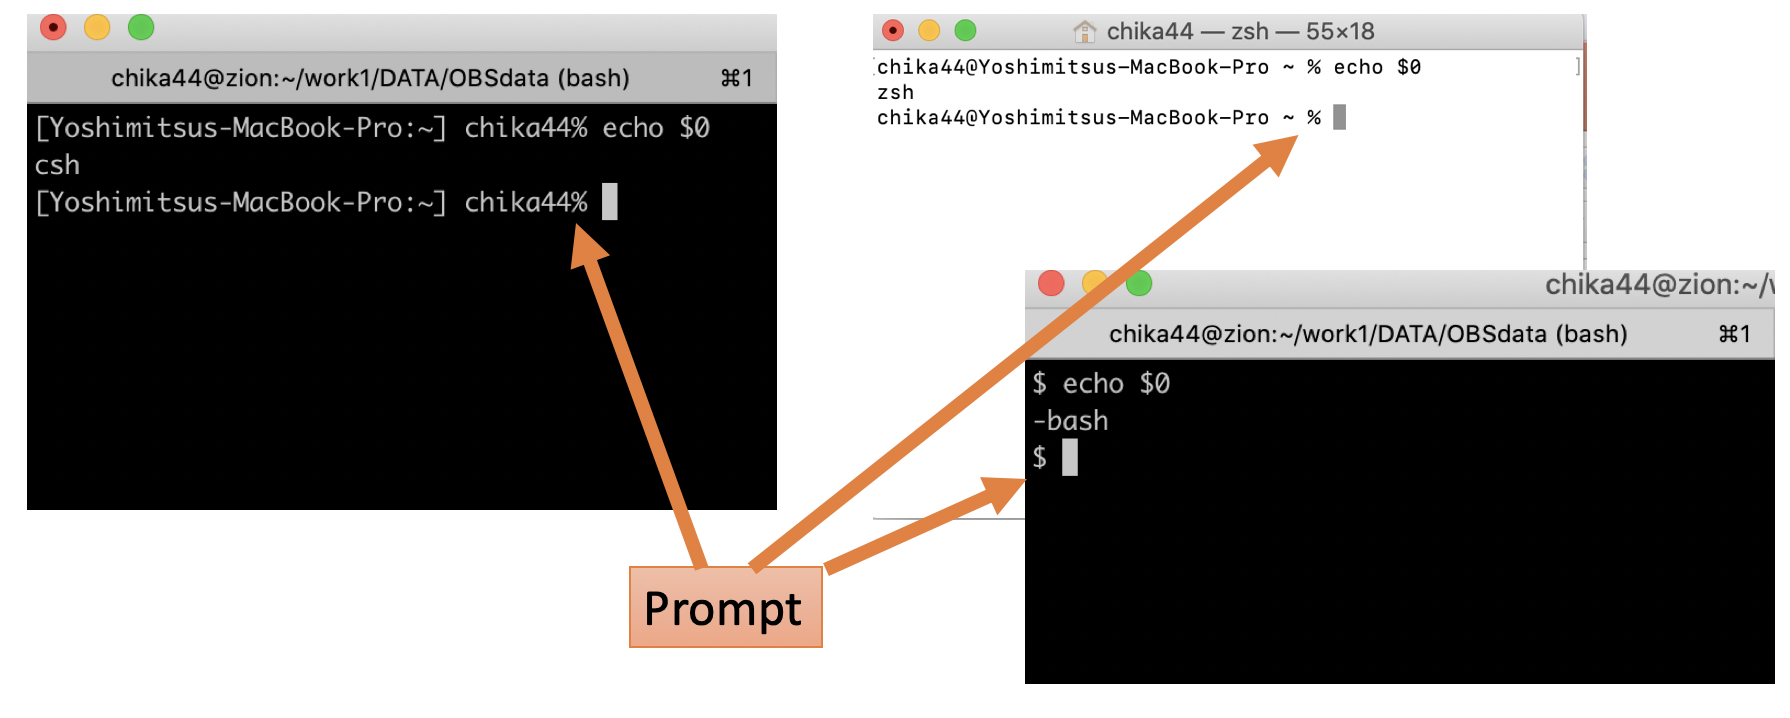 chika44@zion:~/work1/DATA/OBSdata (bash) ⌘1
[Yoshimitsus-MacBook-Pro:~] chika44% echo $0
csh
[Yoshimitsus-MacBook-Pro:~] chika44%
chika44 — zsh — 55×18
[chika44@Yoshimitsus-MacBook-Pro ~ % echo $0 ]
zsh
chika44@Yoshimitsus-MacBook-Pro ~ %
chika44@zion:~/
chika44@zion:~/work1/DATA/OBSdata (bash) ⌘1
$ echo $0
-bash
$
Prompt